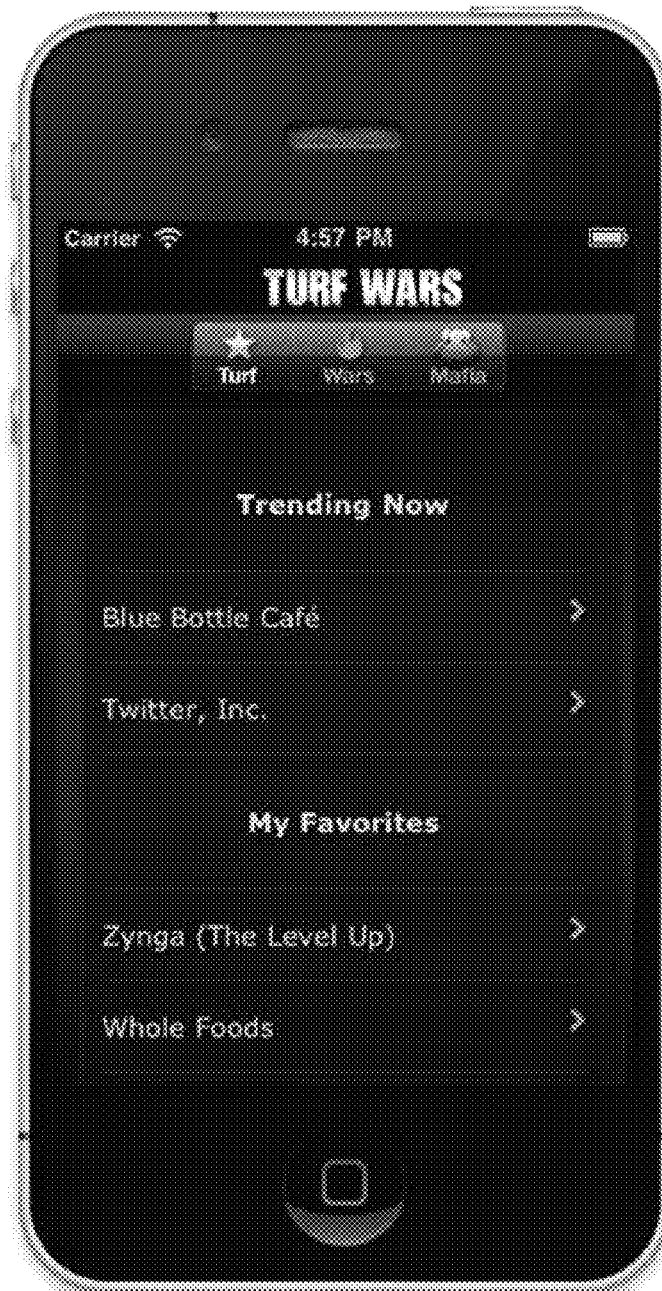 Carrier 4:57 PM
TURF WARS
Turf Wars Mafia
Trending Now
Blue Bottle Café
Twitter, Inc.
My Favorites
Zynga (The Level Up)
Whole Foods